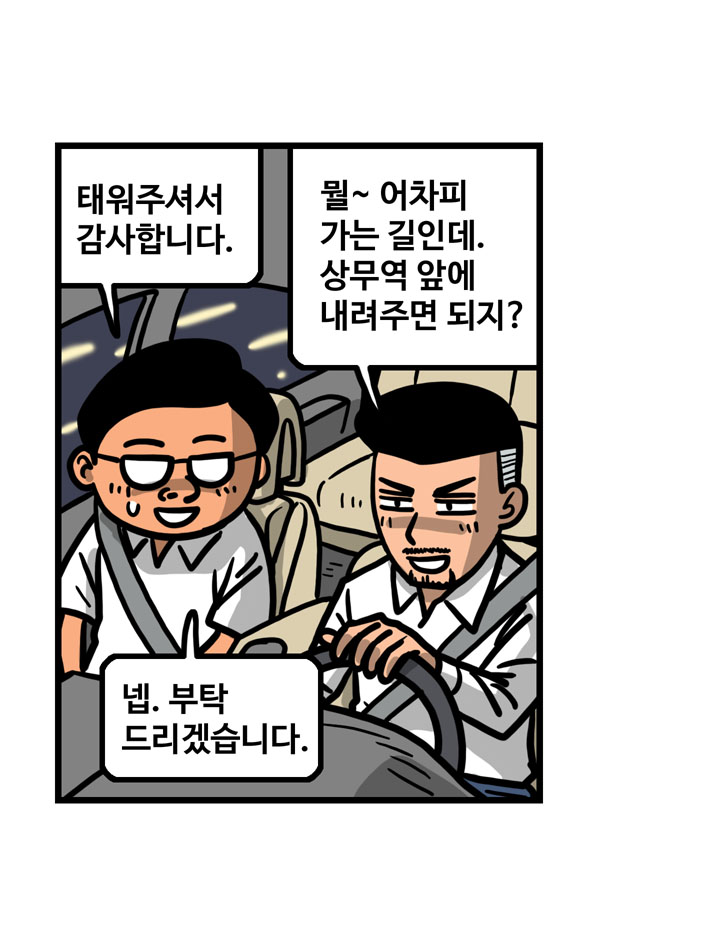 태워주셔서
감사합니다.
뭘~ 어차피
가는 길인데.
상무역 앞에
내려주면 되지?
넵. 부탁
드리겠습니다.